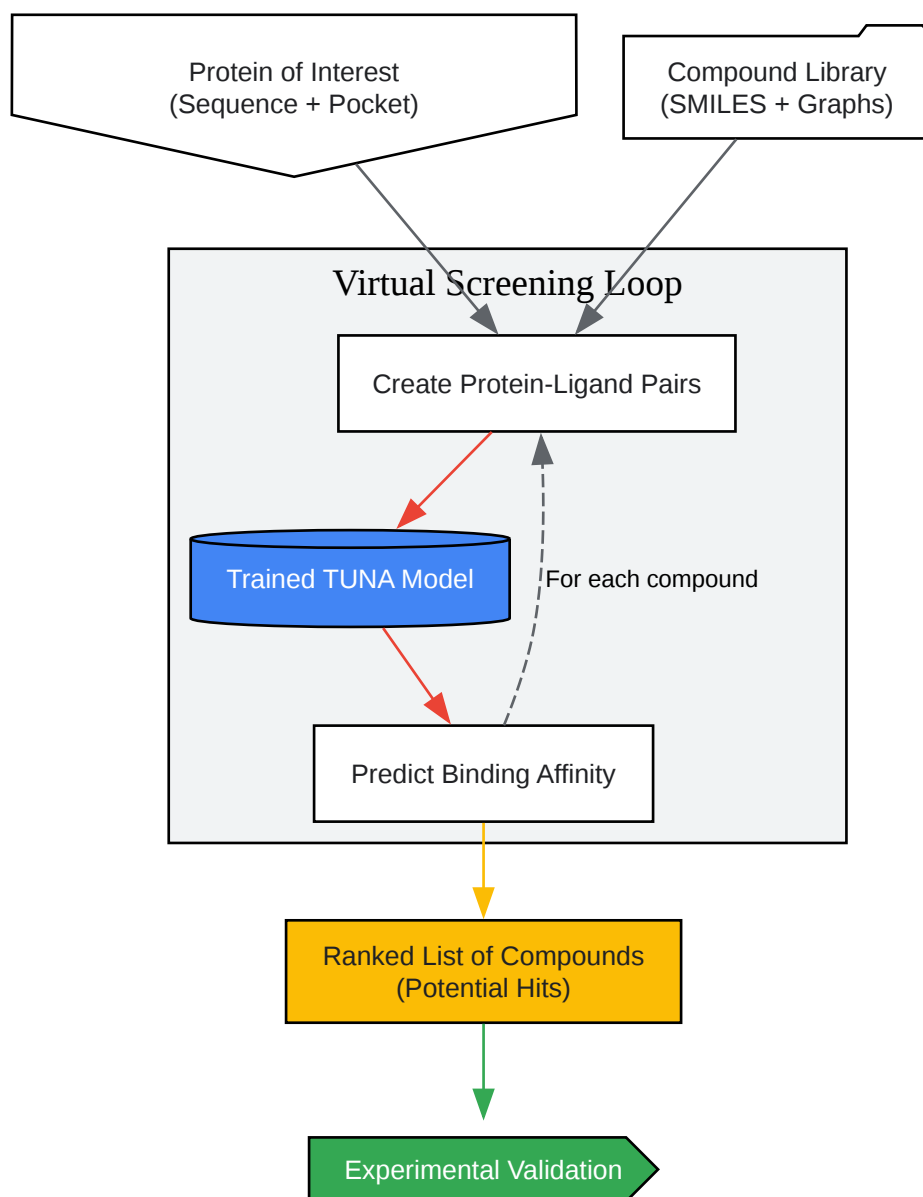 Protein of Interest
(Sequence + Pocket)
Compound Library
(SMILES + Graphs)
Virtual Screening Loop
Create Protein-Ligand Pairs
Trained TUNA Model
For each compound
Predict Binding Affinity
Ranked List of Compounds
(Potential Hits)
Experimental Validation